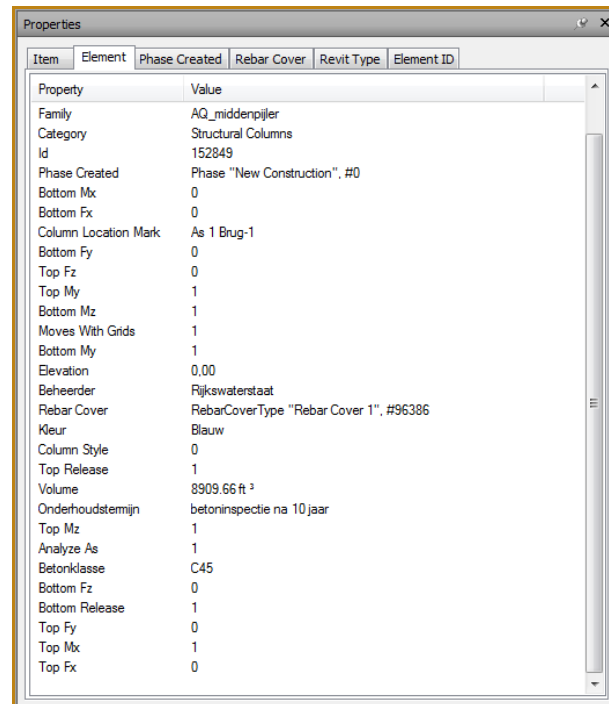 Properties
Item Element Phase Created Rebar Cover Revit Type Element ID
Property Value
Family AQ_middenpijler
Category Structural Columns
Id 152849
Phase Created Phase "New Construction", #0
Bottom Mx 0
Bottom Fx 0
Column Location Mark As 1 Brug-1
Bottom Fy 0
Top Fz 0
Top My 1
Bottom Mz 1
Moves With Grids 1
Bottom My 1
Elevation 0,00
Beheerder Rijkswaterstaat
Rebar Cover RebarCoverType "Rebar Cover 1", #96386
Kleur Blauw
Column Style 0
Top Release 1
Volume 8909.66 ft ³
Onderhoudstermijn betoninspectie na 10 jaar
Top Mz 1
Analyze As 1
Betonklasse C45
Bottom Fz 0
Bottom Release 1
Top Fy 0
Top Mx 1
Top Fx 0